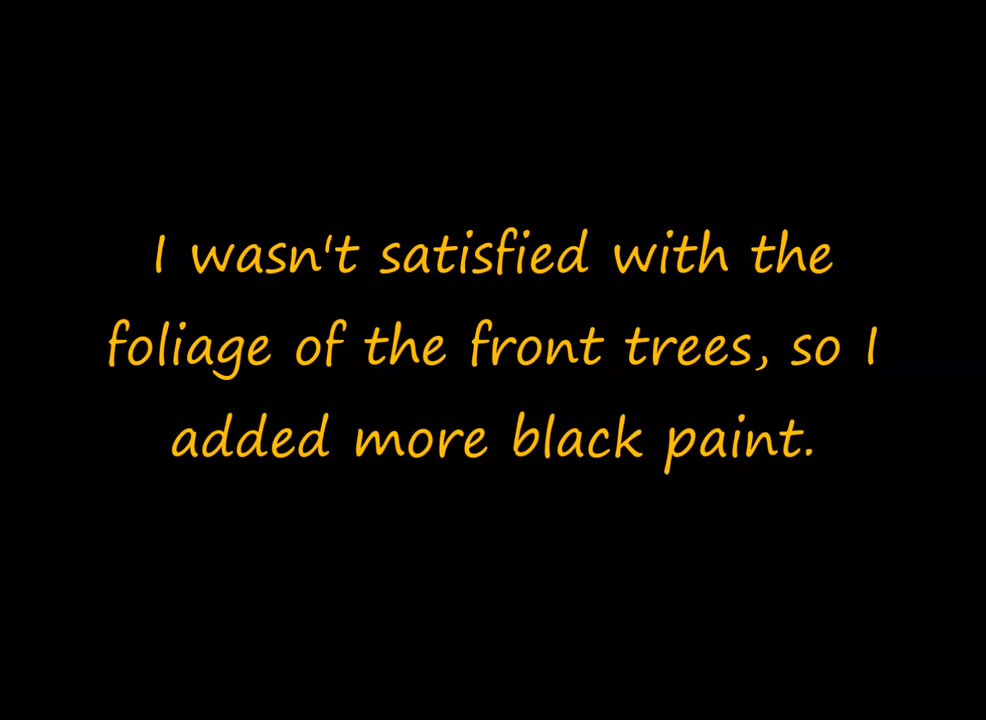 I wasn't satisfied with the
foliage of the front trees, so I
added more black paint.